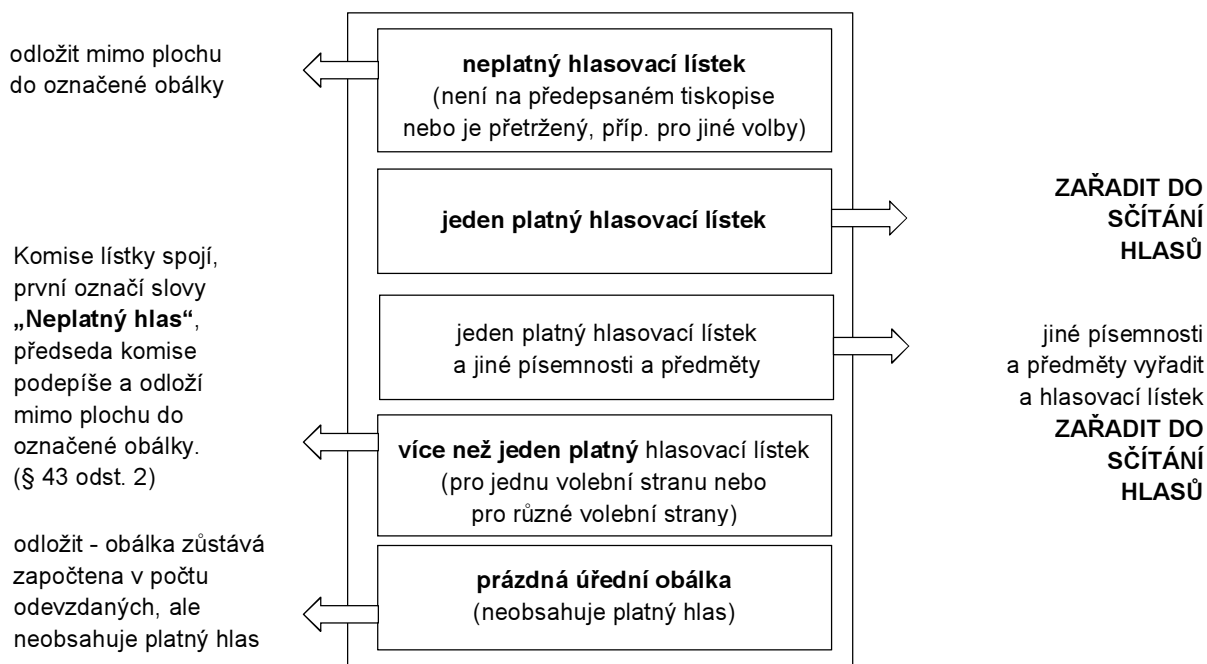 odložit mimo plochu
do označené obálky
neplatný hlasovací lístek
(není na předepsaném tiskopise
nebo je přetržený, příp. pro jiné volby)
jeden platný hlasovací lístek
ZAŘADIT DO
SČÍTÁNÍ
HLASŮ
Komise lístky spojí,
první označí slovy
„Neplatný hlas“,
předseda komise
podepíše a odloží
mimo plochu do
označené obálky.
(§ 43 odst. 2)
jeden platný hlasovací lístek
a jiné písemnosti a předměty
jiné písemnosti
a předměty vyřadit
a hlasovací lístek
ZAŘADIT DO
SČÍTÁNÍ
HLASŮ
více než jeden platný hlasovací lístek
(pro jednu volební stranu nebo
pro různé volební strany)
odložit - obálka zůstává
započtena v počtu
odevzdaných, ale
neobsahuje platný hlas
prázdná úřední obálka
(neobsahuje platný hlas)